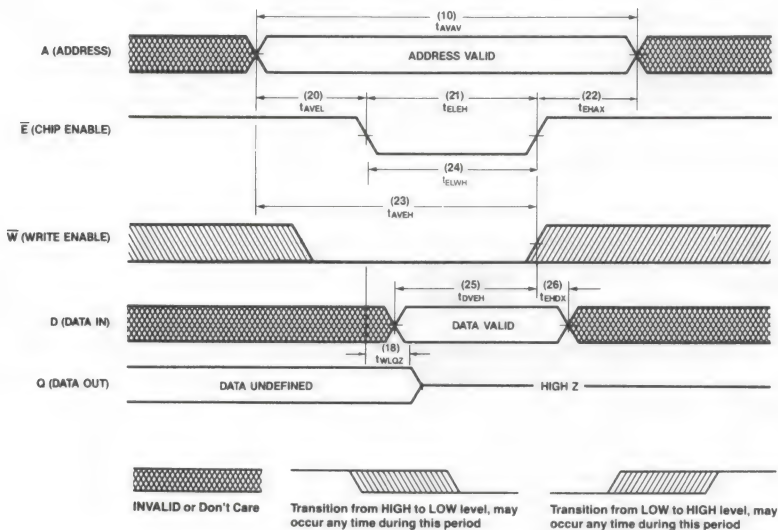 (10)
tAVAV
A (ADDRESS)
ADDRESS VALID
(20)
tAVEL
(21)
tELEH
(22)
tEHAX
E (CHIP ENABLE)
(24)
tELWH
(23)
tAVEH
W (WRITE ENABLE)
(25)
tDVEH
(26)
tEHDX
D (DATA IN)
DATA VALID
(18)
tWLQZ
Q (DATA OUT)
DATA UNDEFINED
HIGH Z
INVALID or Don't Care
Transition from HIGH to LOW level, may
occur any time during this period
Transition from LOW to HIGH level, may
occur any time during this period